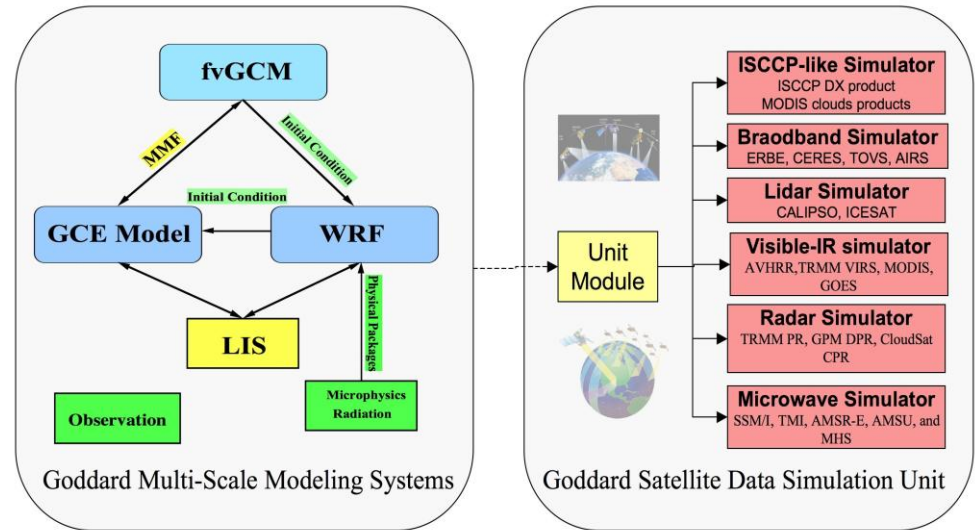 fvGCM
MMF
Initial Condition
Initial Condition
GCE Model
WRF
Physical Packages
LIS
Microphysics
Radiation
Observation
Goddard Multi-Scale Modeling Systems
Unit
Module
ISCCP-like Simulator
ISCCP DX product
MODIS clouds products
Braodband Simulator
ERBE, CERES, TOVS, AIRS
Lidar Simulator
CALIPSO, ICESAT
Visible-IR simulator
AVHRR,TRMM VIRS, MODIS,
GOES
Radar Simulator
TRMM PR, GPM DPR, CloudSat
CPR
Microwave Simulator
SSM/I, TMI, AMSR-E, AMSU, and
MHS
Goddard Satellite Data Simulation Unit